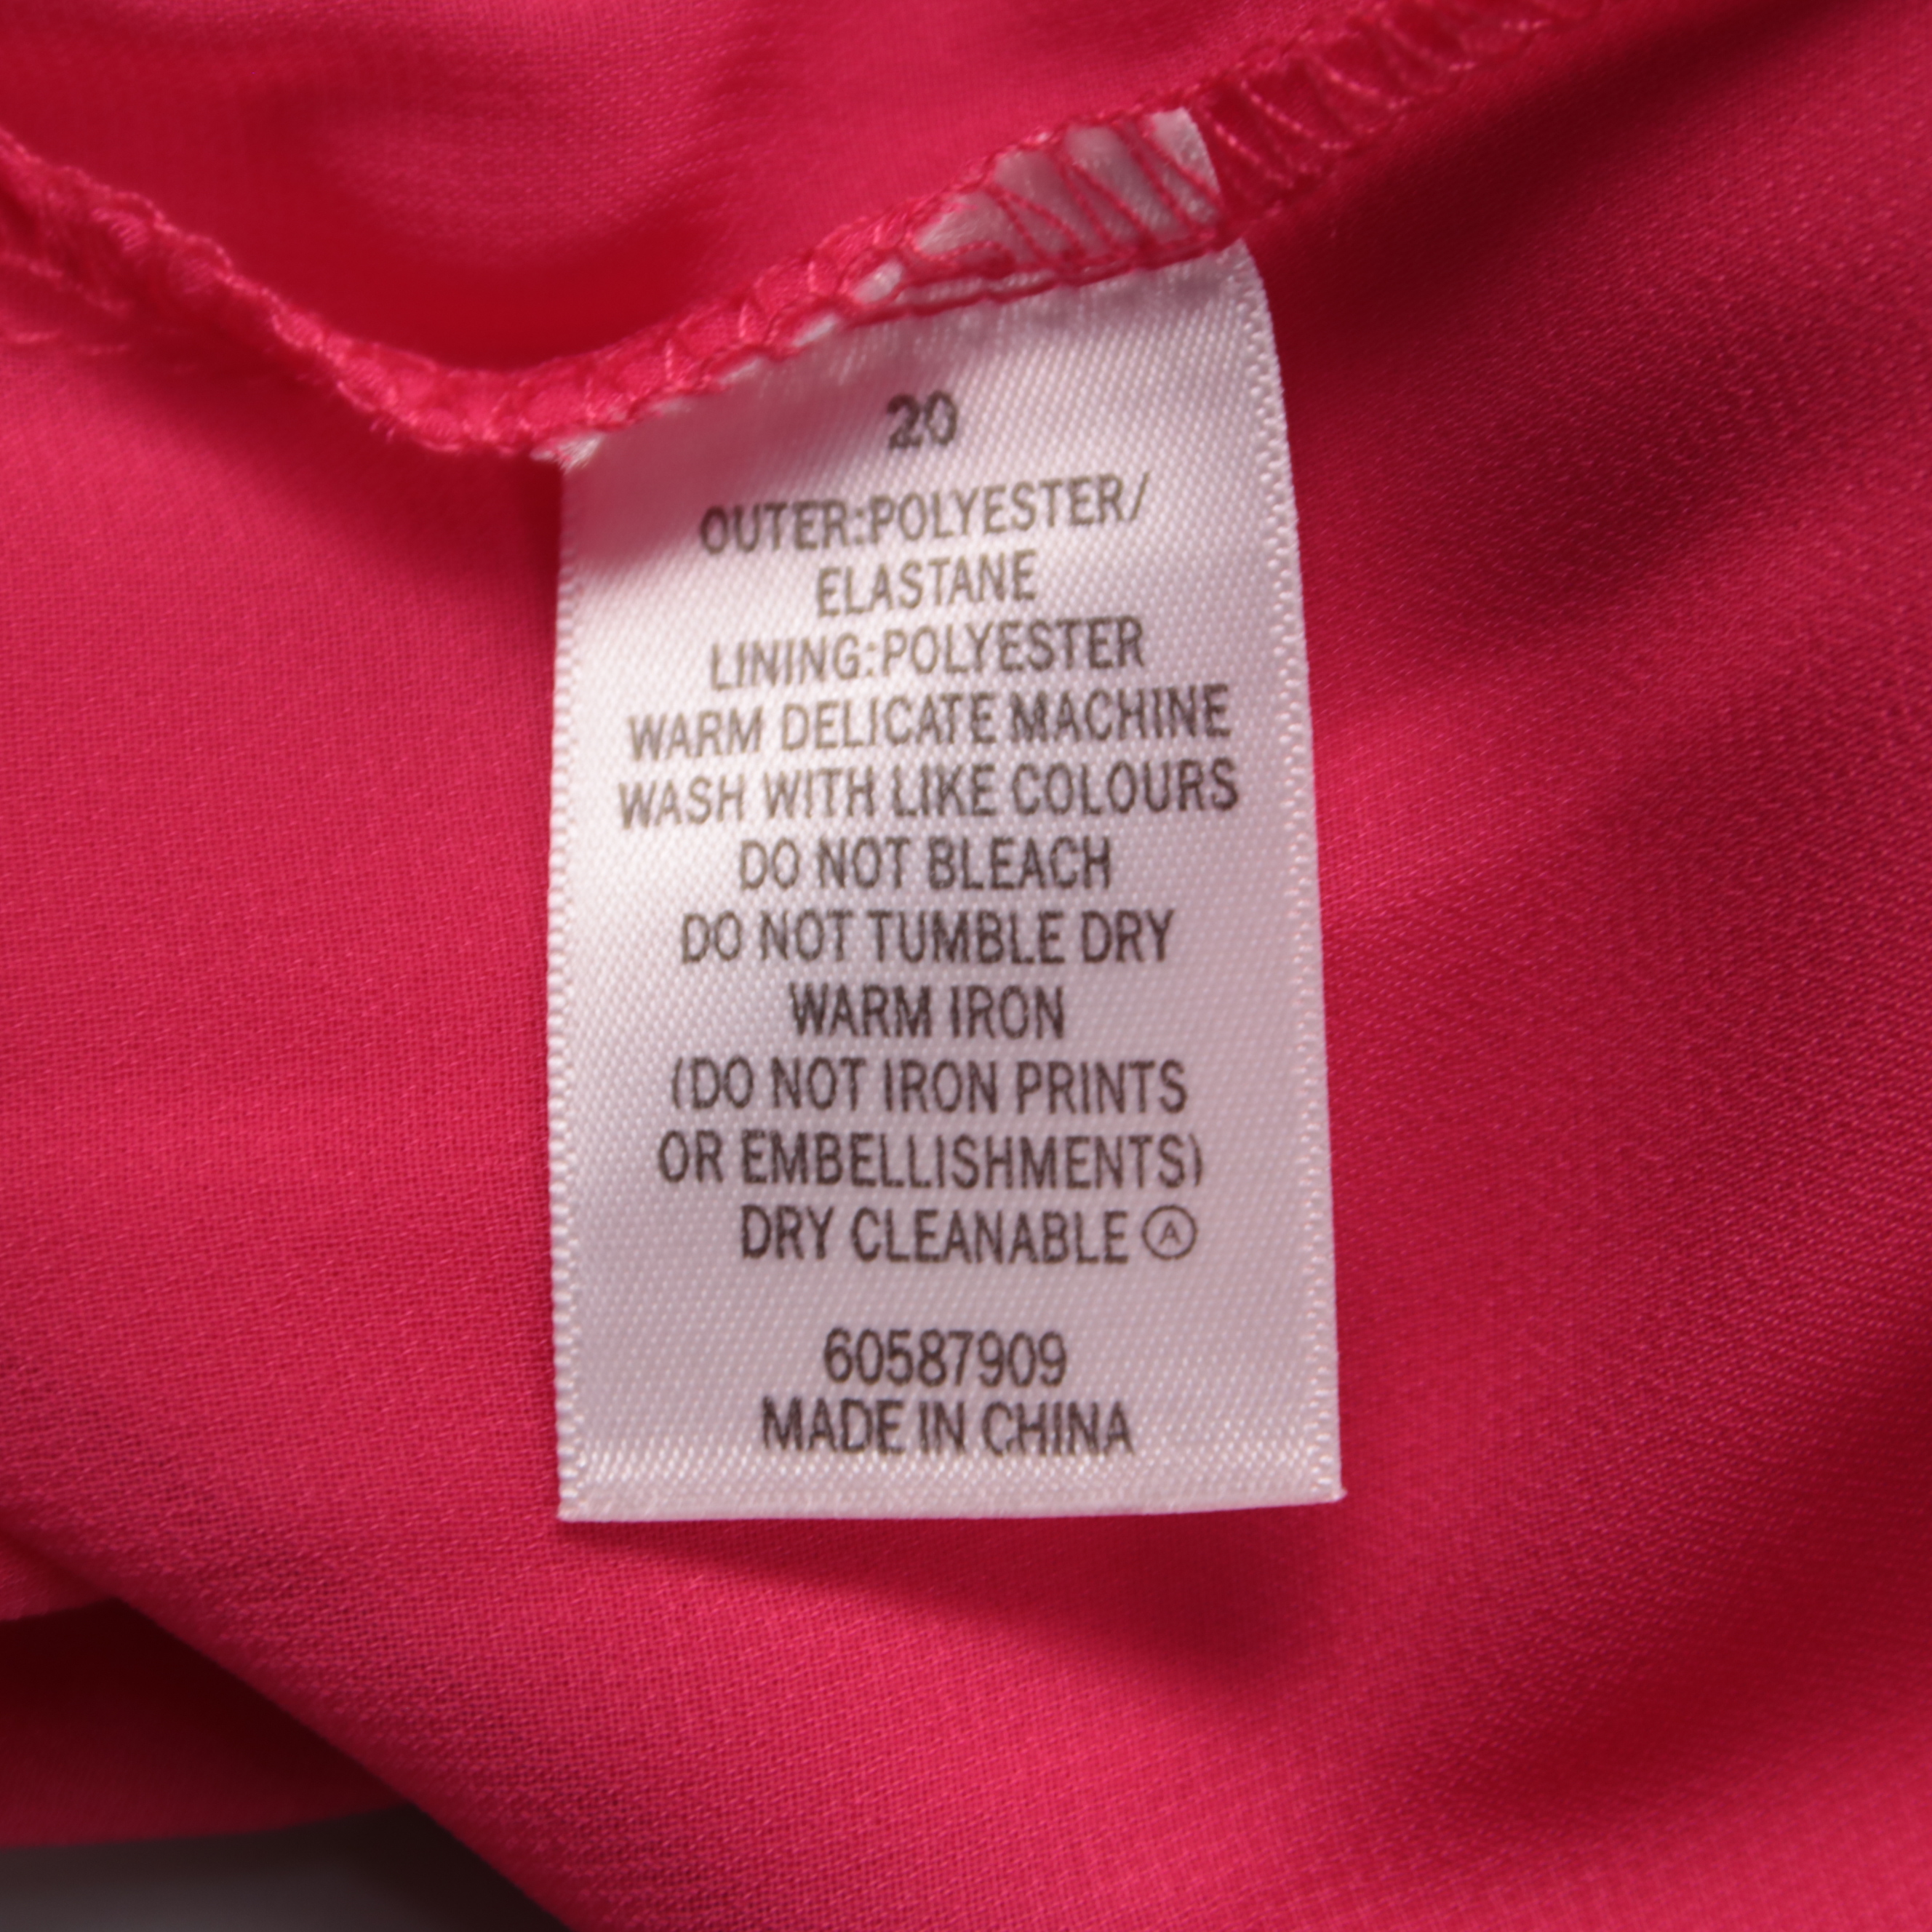 20
OUTER:POLYESTER/
ELASTANE
LINING:POLYESTER
WARM DELICATE MACHINE
WASH WITH LIKE COLOURS
DO NOT BLEACH
DO NOT TUMBLE DRY
WARM IRON
(DO NOT IRON PRINTS
OR EMBELLISHMENTS)
DRY CLEANABLE Ⓐ
60587909
MADE IN CHINA